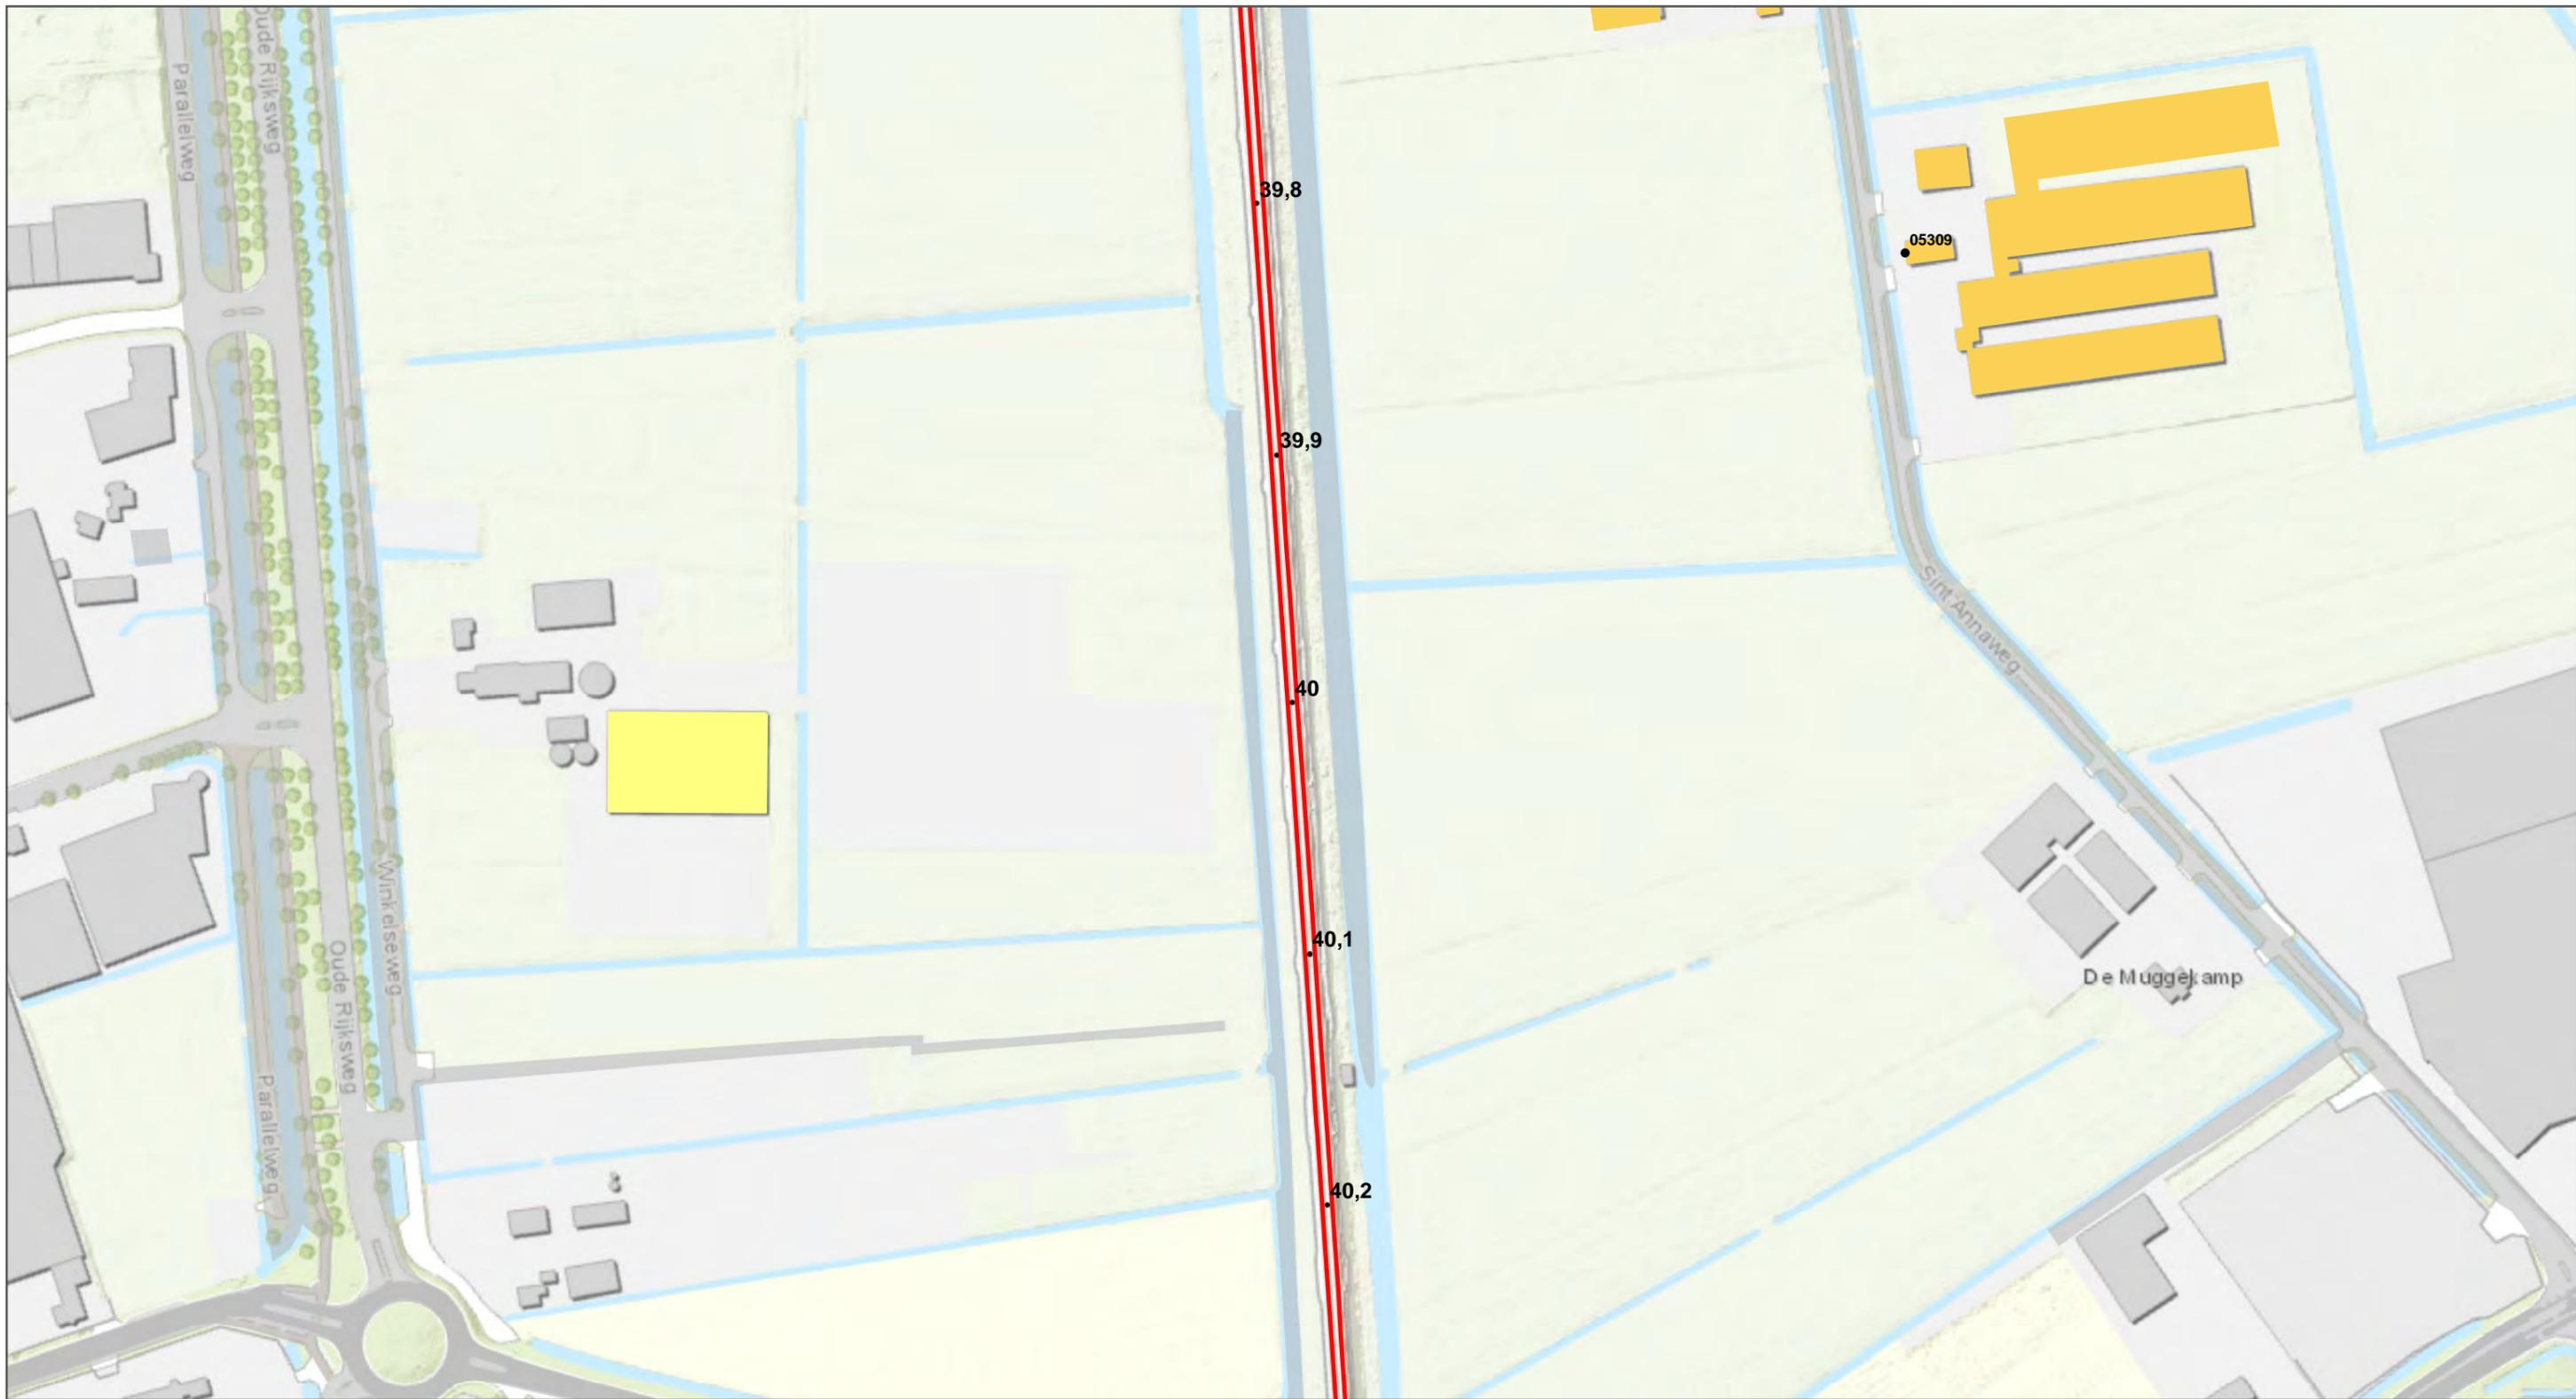 Oude Rijksweg
Parallelweg
39,8
05309
39,9
Sint Annaweg
40
Winkelseweg
40,1
Oude Rijksweg
De Muggekamp
Parallelweg
40,2